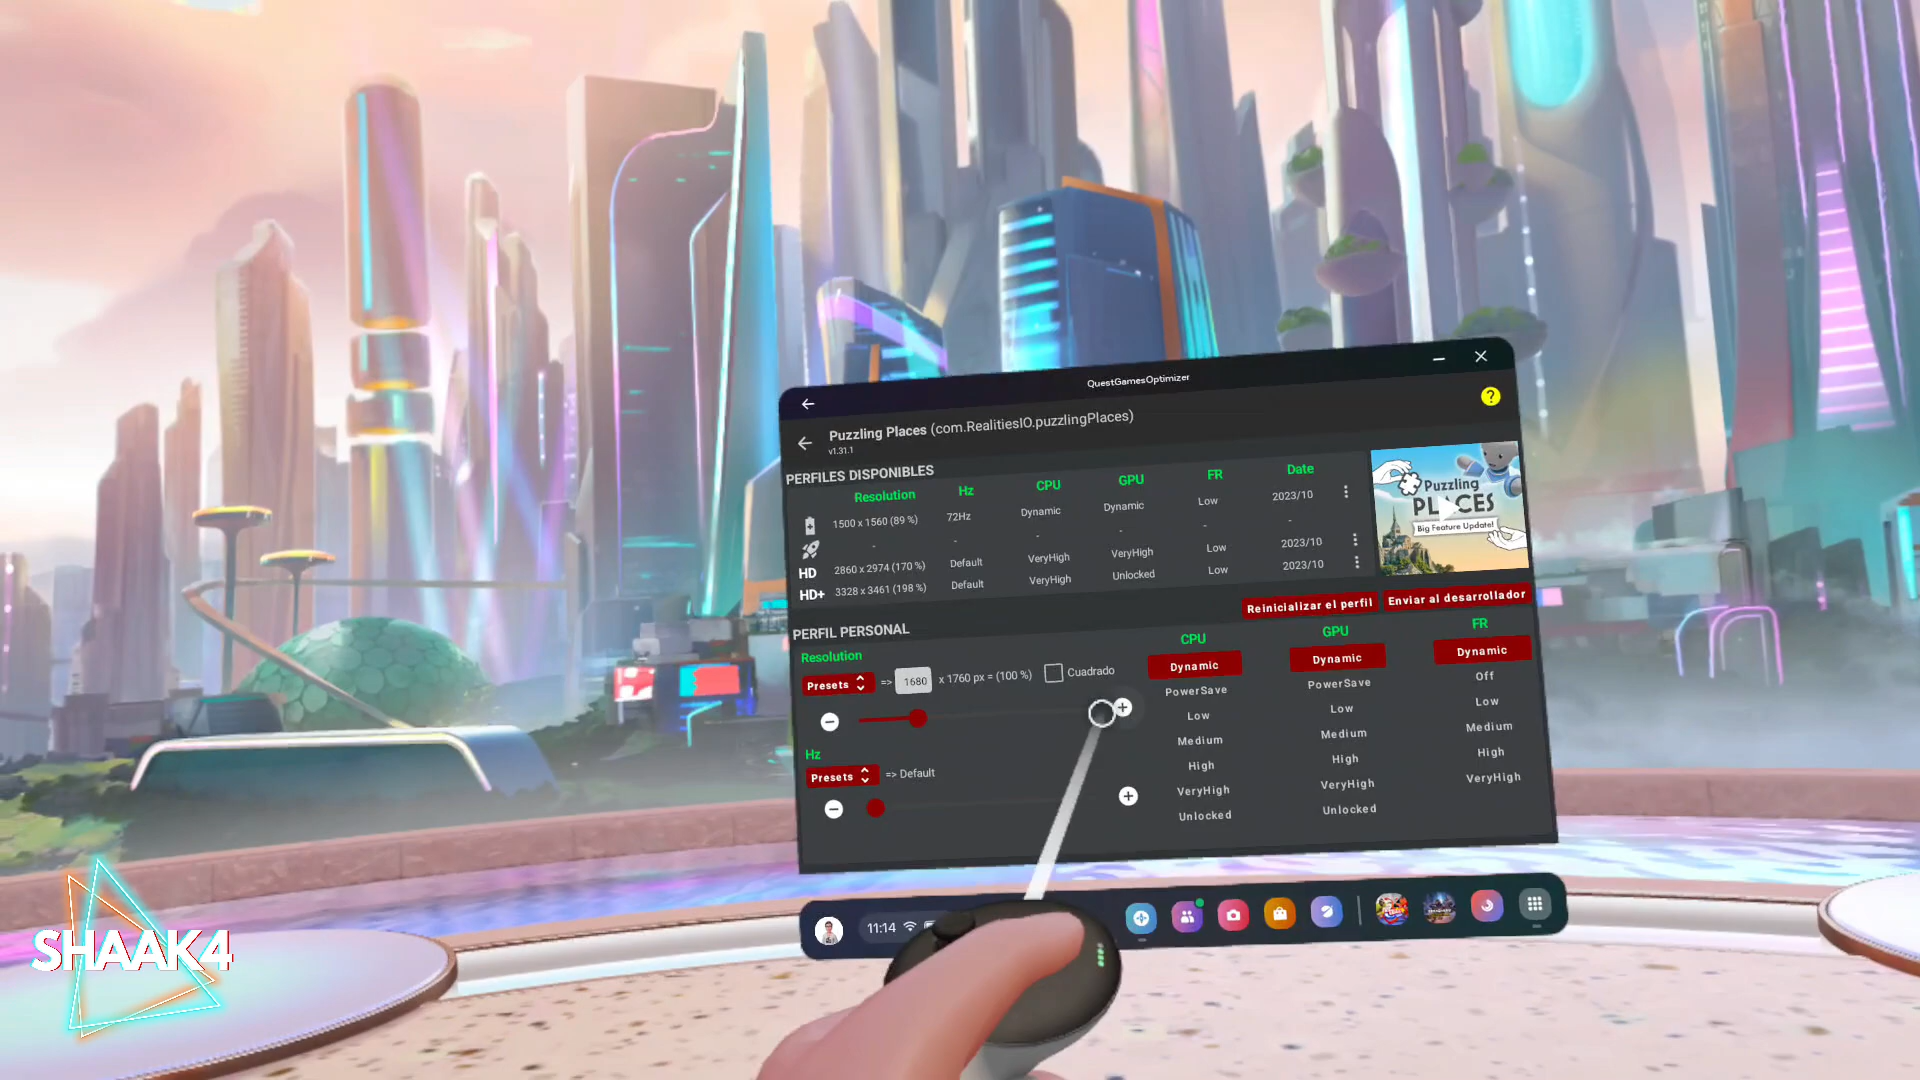 QuestGamesOptimizer
Puzzling Places (com.RealitiesIO.puzzlingPlaces)
v1.31.1
PERFILES DISPONIBLES
Resolution Hz CPU GPU FR Date
1500 x 1560 (89 %) 72Hz Dynamic Dynamic Low 2023/10
- - - - - -
HD 2860 x 2974 (170 %) Default VeryHigh VeryHigh Low 2023/10
HD+ 3328 x 3461 (198 %) Default VeryHigh Unlocked Low 2023/10
Puzzling
PLACES
Big Feature Update!
Reinicializar el perfil Enviar al desarrollador
PERFIL PERSONAL
Resolution
Presets => 1680 x 1760 px = (100 %) Cuadrado
Hz
Presets => Default
CPU
Dynamic
PowerSave
Low
Medium
High
VeryHigh
Unlocked
GPU
Dynamic
PowerSave
Low
Medium
High
VeryHigh
Unlocked
FR
Dynamic
Off
Low
Medium
High
VeryHigh
11:14
SHAAK4